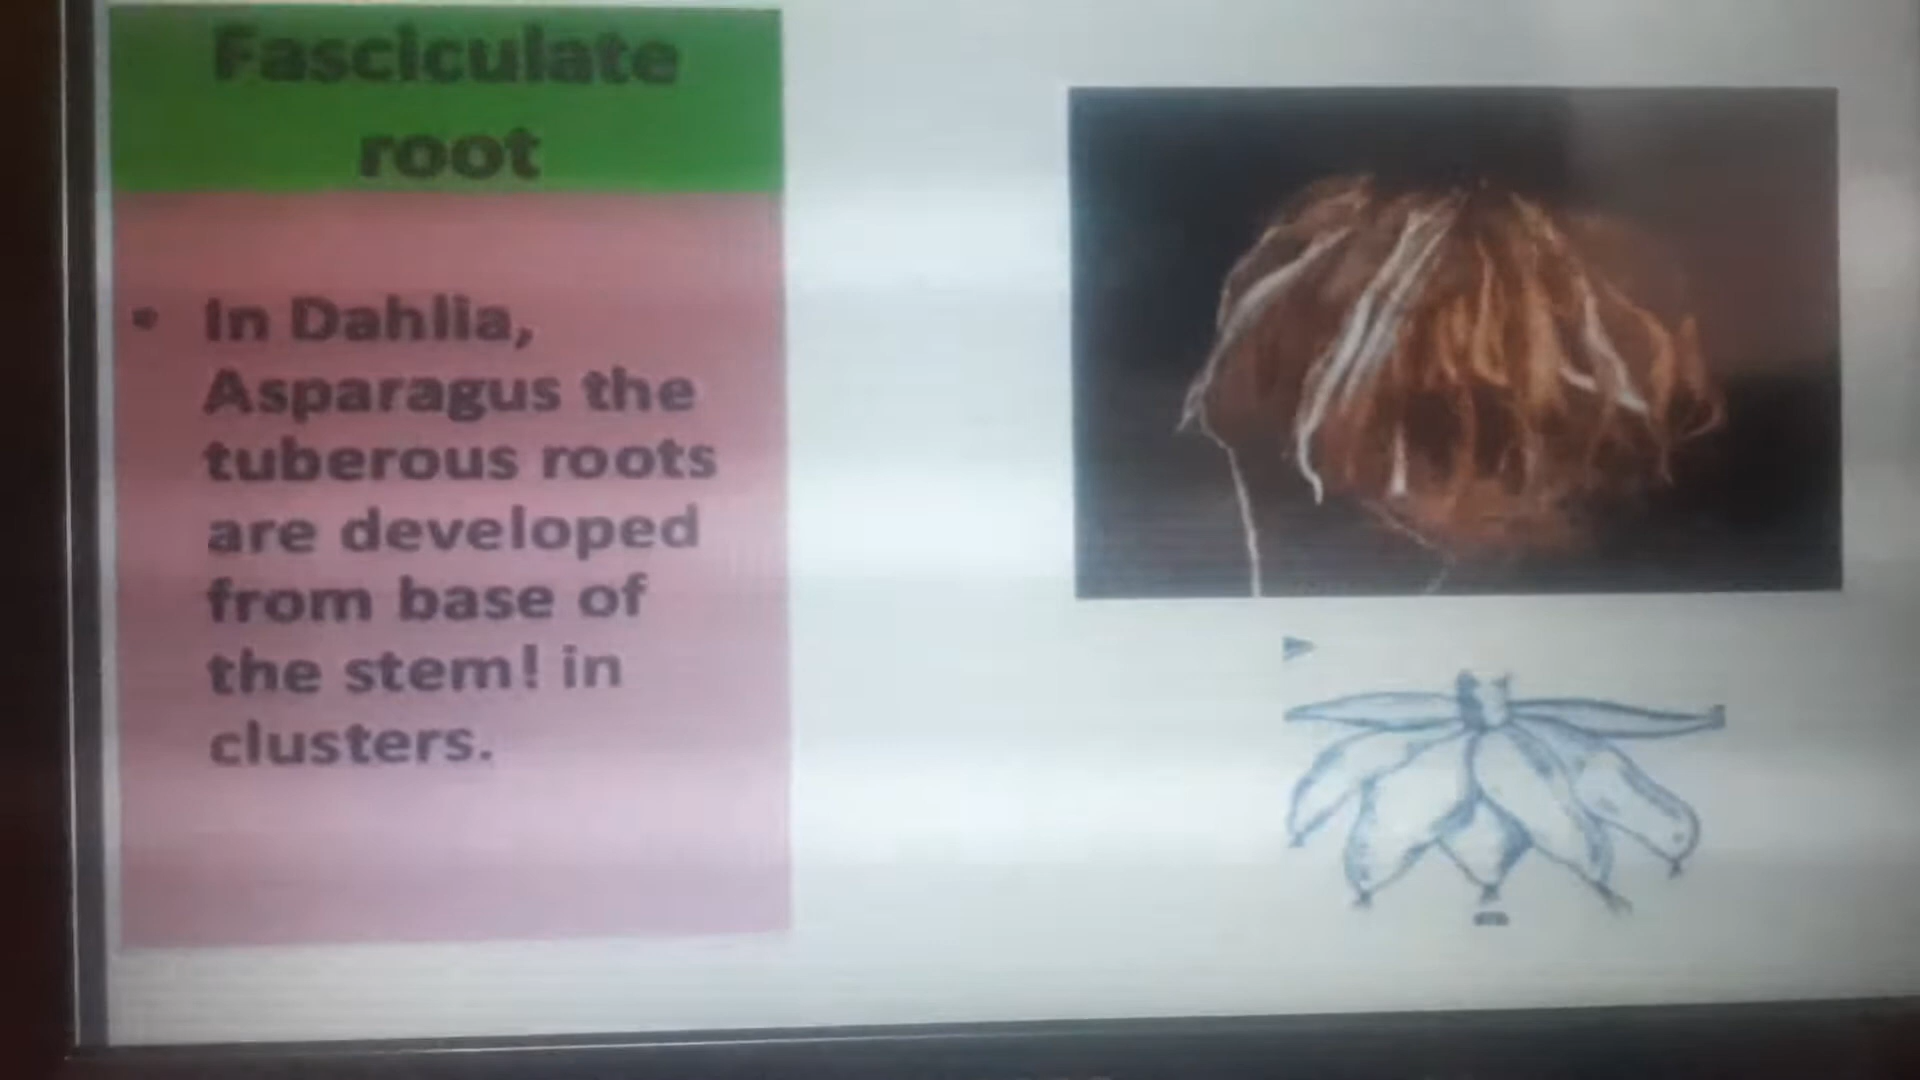 Fasciculate
root
• In Dahlia,
Asparagus the
tuberous roots
are developed
from base of
the stem! in
clusters.